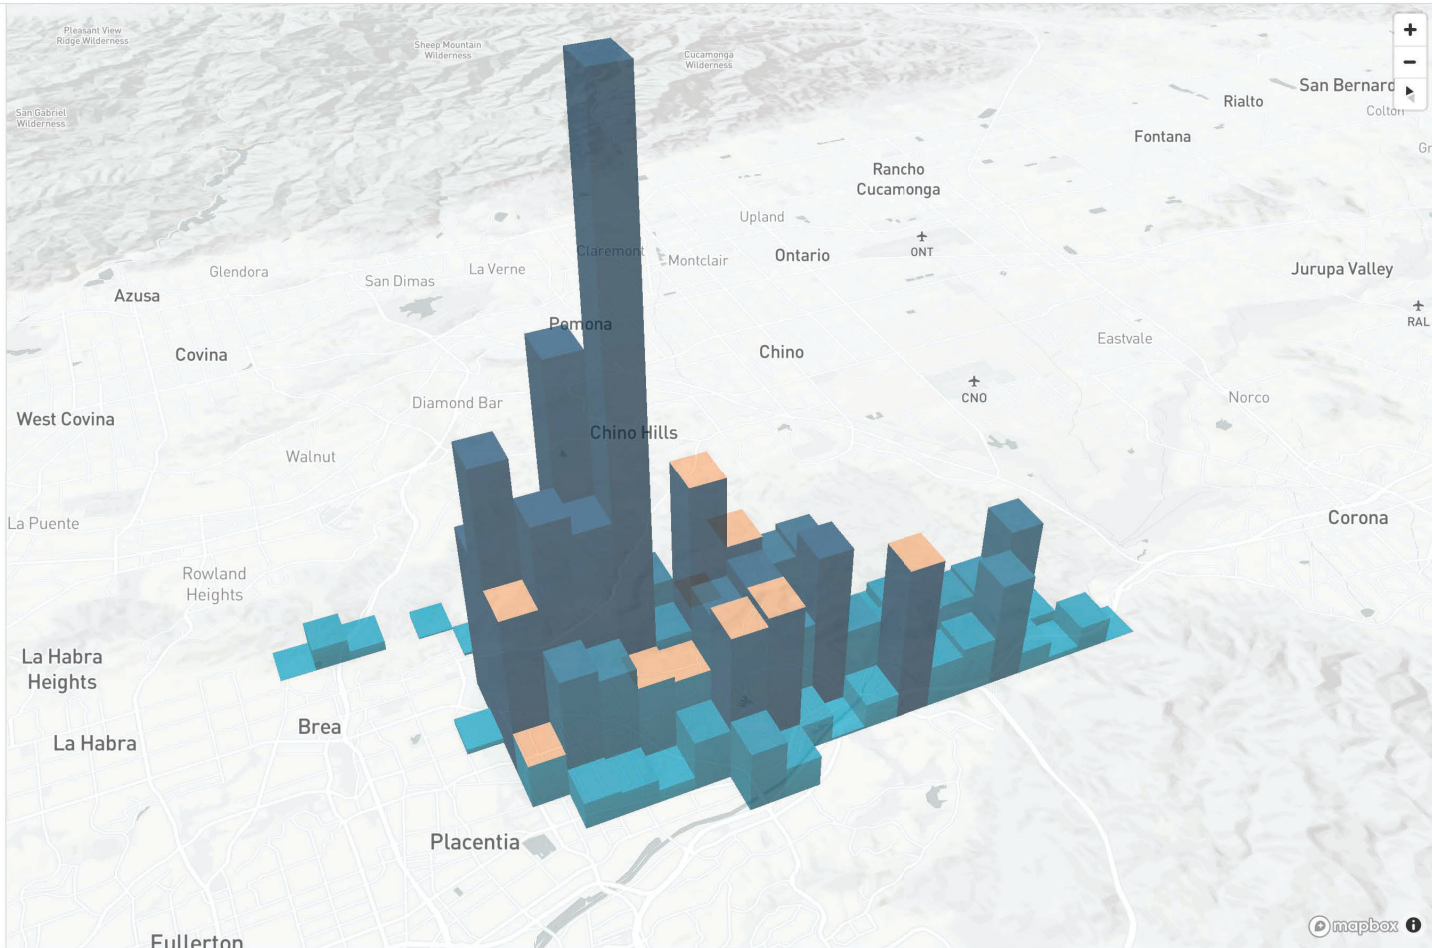 Pleasant View
Ridge Wilderness
Sheep Mountain
Wilderness
Cucamonga
Wilderness
San Gabriel
Wilderness
+
−
San Bernard
Rialto
Colton
Fontana
Gr
Rancho
Cucamonga
Upland
ONT
Claremont
Montclair
Ontario
Glendora
San Dimas
La Verne
Azusa
Jurupa Valley
RAL
Pomona
Covina
Chino
Eastvale
CNO
Norco
West Covina
Diamond Bar
Chino Hills
Walnut
La Puente
Corona
Rowland
Heights
La Habra
Heights
Brea
La Habra
Placentia
Fullerton
mapbox